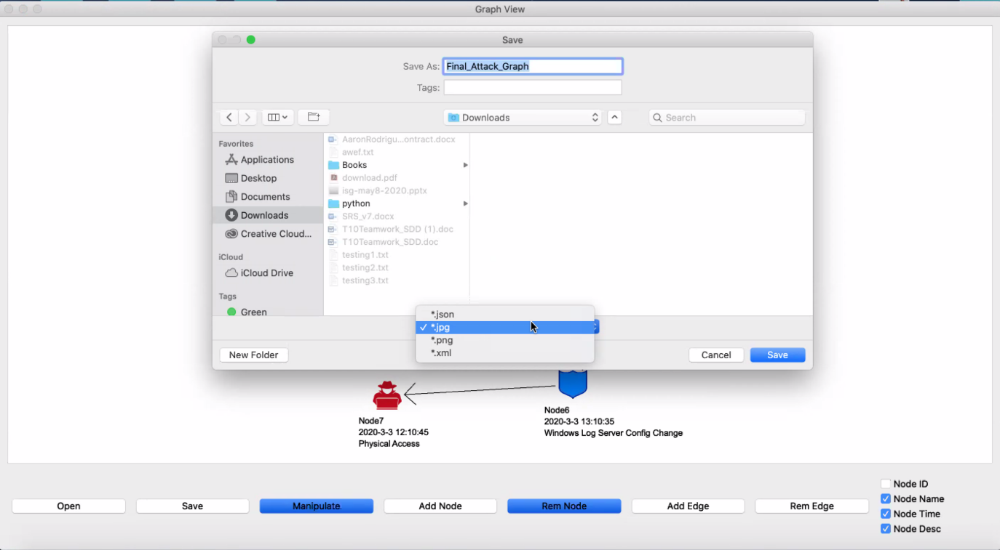 Graph View
Save
Save As: Final_Attack_Graph
Tags:
Downloads
Search
Favorites
Applications
Desktop
Documents
Downloads
Creative Cloud...
iCloud
iCloud Drive
Tags
Green
AaronRodrigu...ontract.docx
awef.txt
Books
download.pdf
isg-may8-2020.pptx
python
SRS_v7.docx
T10Teamwork_SDD (1).doc
T10Teamwork_SDD.doc
testing1.txt
testing2.txt
testing3.txt
*.json
✓ *.jpg
*.png
*.xml
New Folder
Cancel
Save
Node7
2020-3-3 12:10:45
Physical Access
Node6
2020-3-3 13:10:35
Windows Log Server Config Change
Open
Save
Manipulate
Add Node
Rem Node
Add Edge
Rem Edge
Node ID
Node Name
Node Time
Node Desc